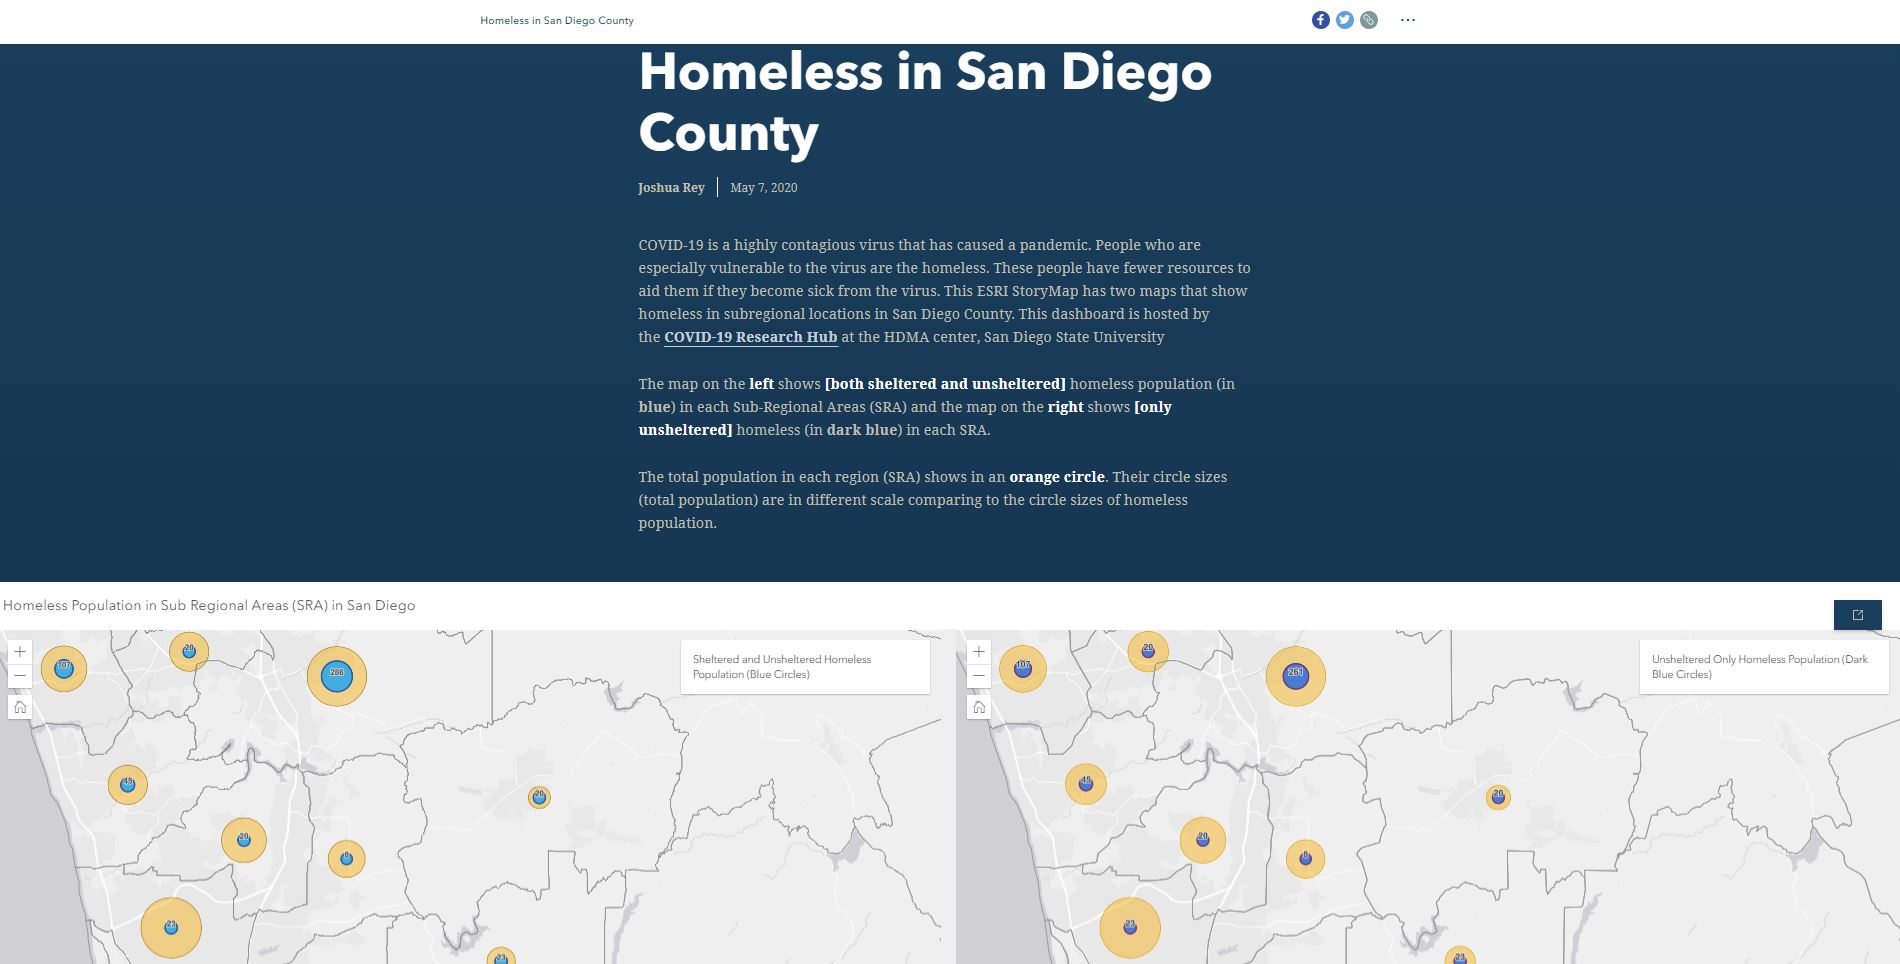 Homeless in San Diego County
Homeless in San Diego
County
Joshua Rey
May 7, 2020
COVID-19 is a highly contagious virus that has caused a pandemic. People who are
especially vulnerable to the virus are the homeless. These people have fewer resources to
aid them if they become sick from the virus. This ESRI StoryMap has two maps that show
homeless in subregional locations in San Diego County. This dashboard is hosted by
the COVID-19 Research Hub at the HDMA center, San Diego State University
The map on the left shows [both sheltered and unsheltered] homeless population (in
blue) in each Sub-Regional Areas (SRA) and the map on the right shows [only
unsheltered] homeless (in dark blue) in each SRA.
The total population in each region (SRA) shows in an orange circle. Their circle sizes
(total population) are in different scale comparing to the circle sizes of homeless
population.
Homeless Population in Sub Regional Areas (SRA) in San Diego
Sheltered and Unsheltered Homeless
Population (Blue Circles)
107
20
286
45
20
20
23
Unsheltered Only Homeless Population (Dark
Blue Circles)
107
20
261
45
20
20
23